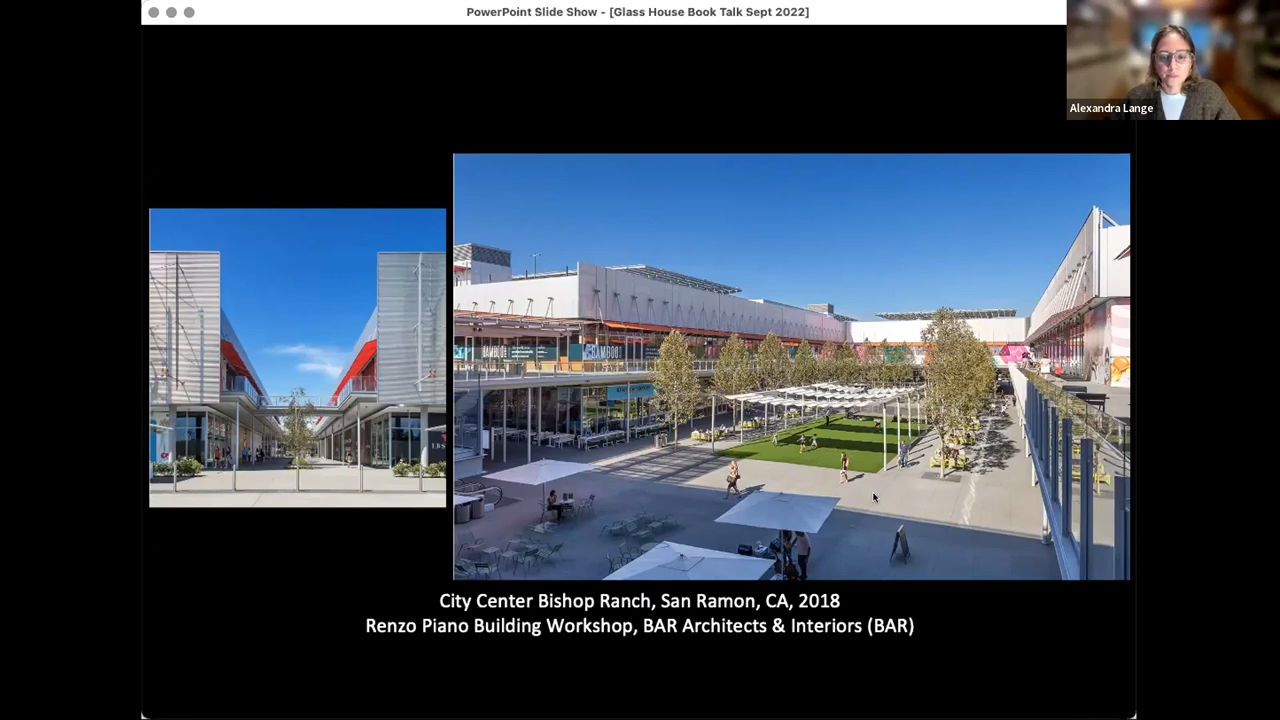 PowerPoint Slide Show - [Glass House Book Talk Sept 2022]
Alexandra Lange
BAMBOO
City Center Bishop Ranch, San Ramon, CA, 2018
Renzo Piano Building Workshop, BAR Architects & Interiors (BAR)